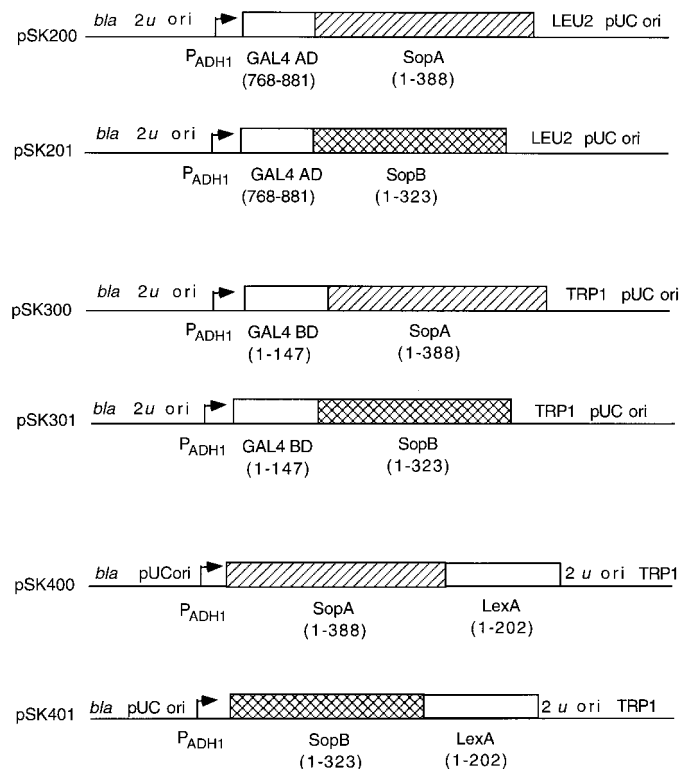 bla 2u ori LEU2 pUC ori
pSK200
PADH1 GAL4 AD SopA
(768-881) (1-388)
bla 2u ori LEU2 pUC ori
pSK201
PADH1 GAL4 AD SopB
(768-881) (1-323)
bla 2u ori TRP1 pUC ori
pSK300
PADH1 GAL4 BD SopA
(1-147) (1-388)
bla 2u ori TRP1 pUC ori
pSK301
PADH1 GAL4 BD SopB
(1-147) (1-323)
bla pUCori 2 u ori TRP1
pSK400
PADH1 SopA LexA
(1-388) (1-202)
bla pUC ori 2 u ori TRP1
pSK401
PADH1 SopB LexA
(1-323) (1-202)